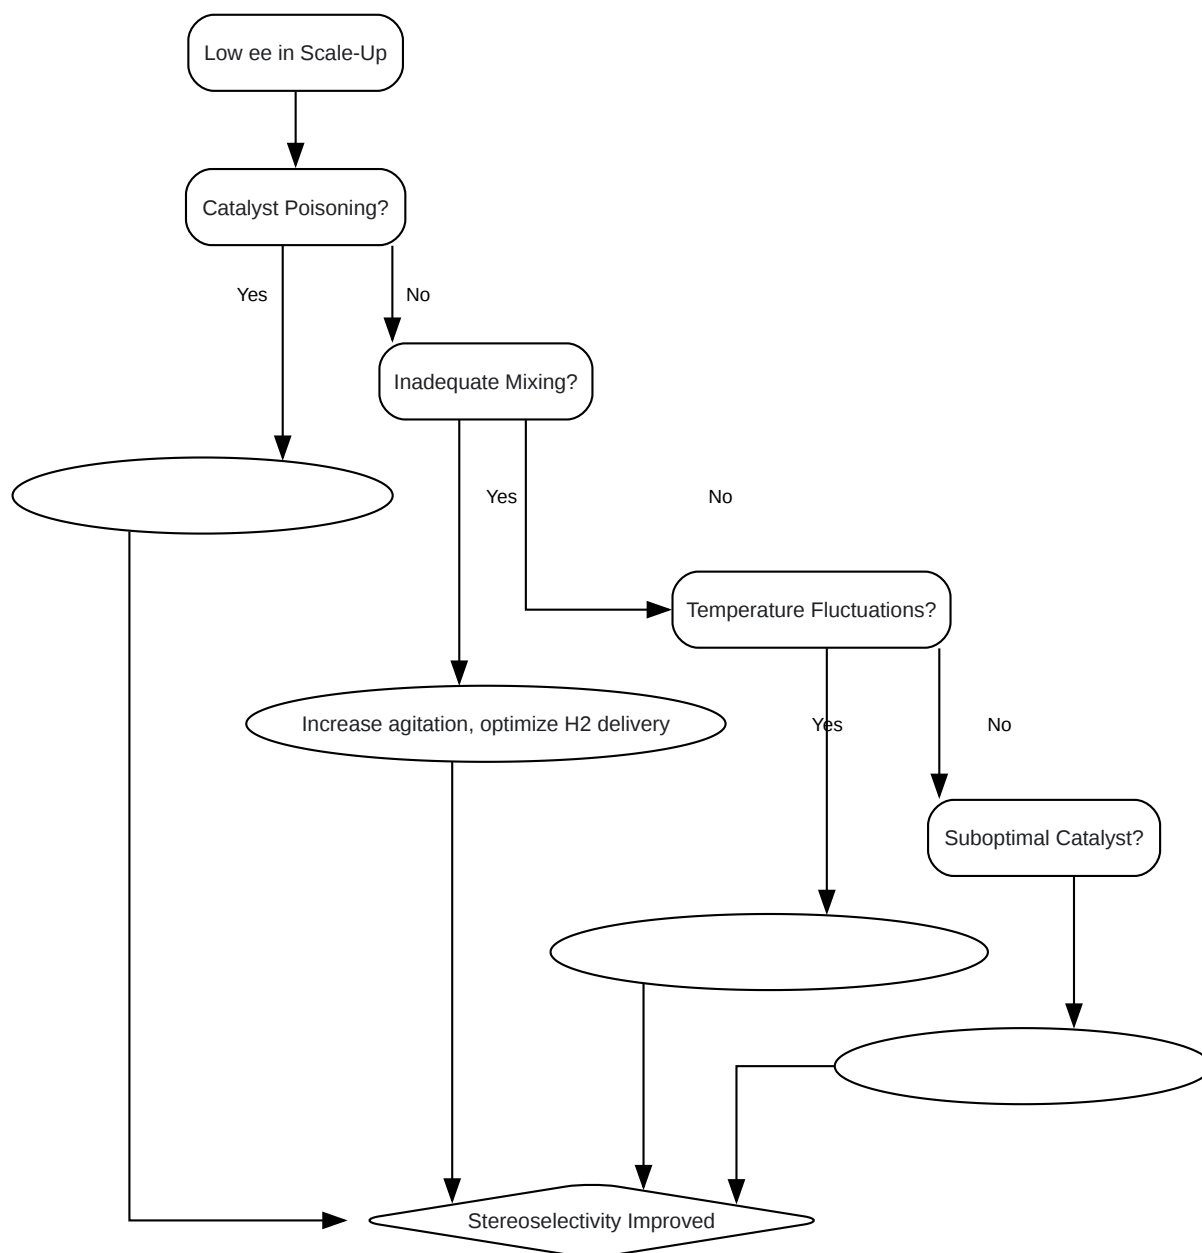 Low ee in Scale-Up
Catalyst Poisoning?
Yes
No
Inadequate Mixing?
Yes
No
Temperature Fluctuations?
Increase agitation, optimize H2 delivery
Yes
No
Suboptimal Catalyst?
Stereoselectivity Improved